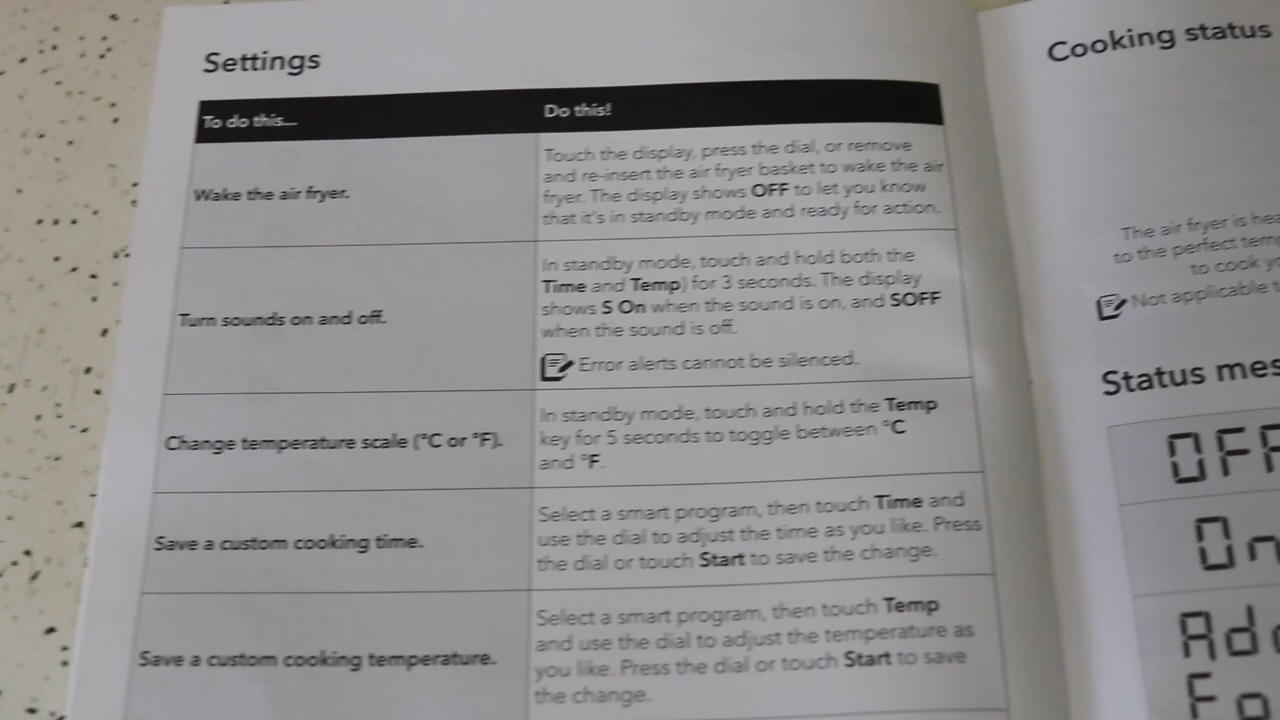 Settings
To do this...
Do this!
Wake the air fryer.
Touch the display, press the dial, or remove
and re-insert the air fryer basket to wake the air
fryer. The display shows OFF to let you know
that it's in standby mode and ready for action.
Turn sounds on and off.
In standby mode, touch and hold both the
Time and Temp) for 3 seconds. The display
shows S On when the sound is on, and SOFF
when the sound is off.
Error alerts cannot be silenced.
Change temperature scale (°C or °F).
In standby mode, touch and hold the Temp
key for 5 seconds to toggle between °C
and °F.
Save a custom cooking time.
Select a smart program, then touch Time and
use the dial to adjust the time as you like. Press
the dial or touch Start to save the change.
Save a custom cooking temperature.
Select a smart program, then touch Temp
and use the dial to adjust the temperature as
you like. Press the dial or touch Start to save
the change.
Cooking status
The air fryer is
to the perfect
to cook
Not applicable
Status
OFF
On